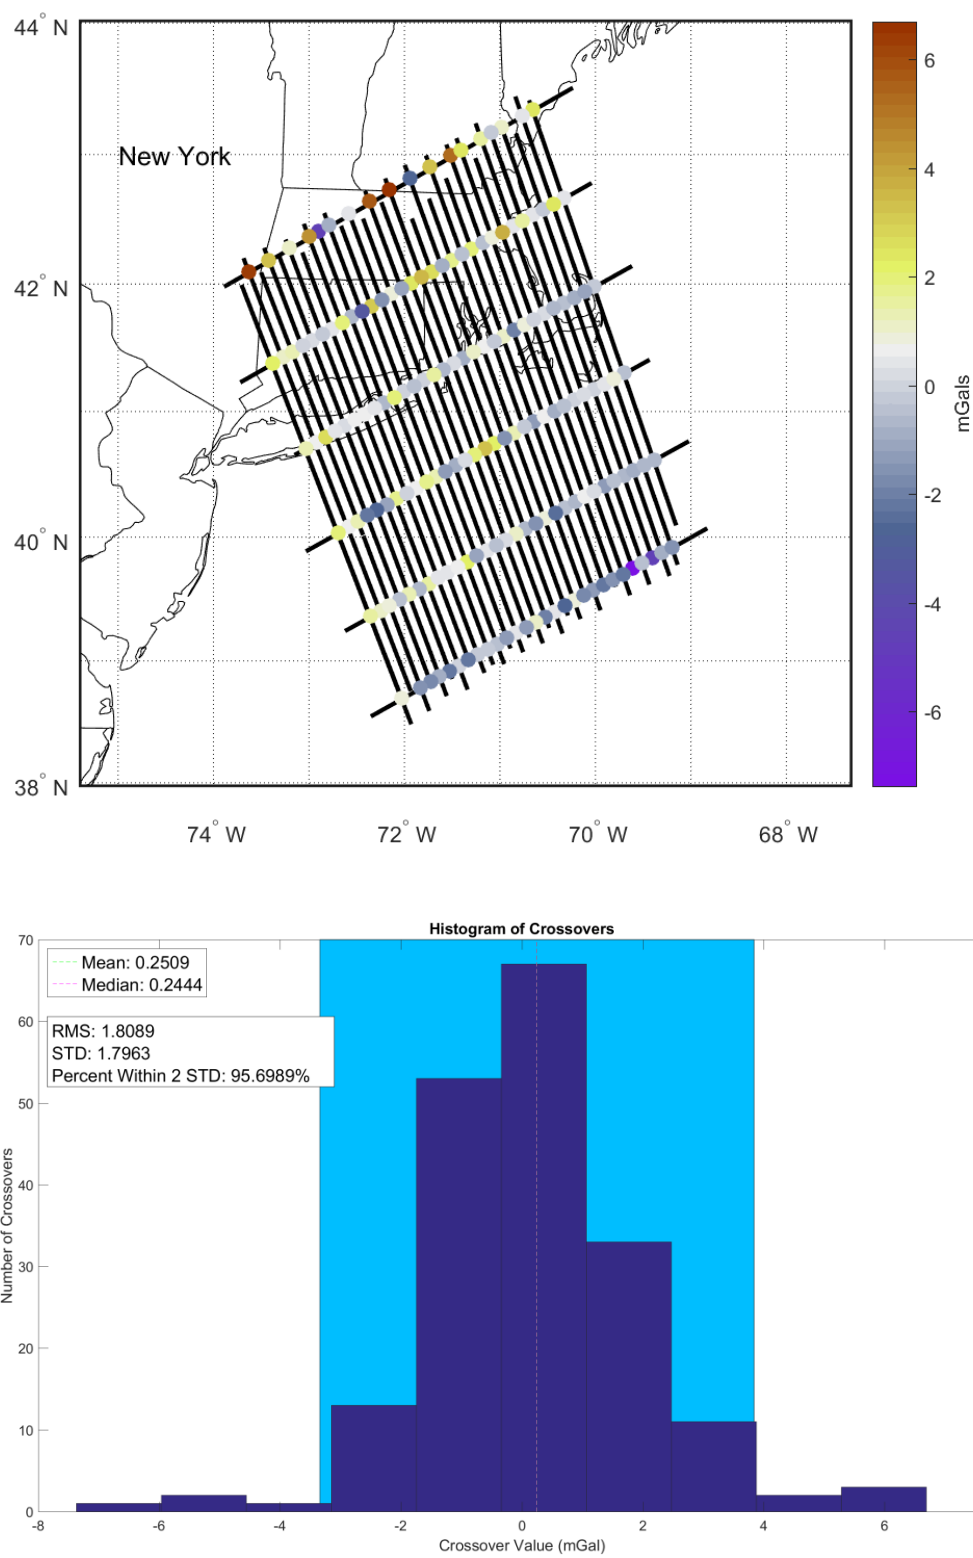 44° N
New York
42° N
40° N
38° N
74° W
72° W
70° W
68° W
6
4
2
0
-2
-4
-6
mGals
Histogram of Crossovers
Mean: 0.2509
Median: 0.2444
RMS: 1.8089
STD: 1.7963
Percent Within 2 STD: 95.6989%
Number of Crossovers
70
60
50
40
30
20
10
0
-8
-6
-4
-2
0
2
4
6
Crossover Value (mGal)